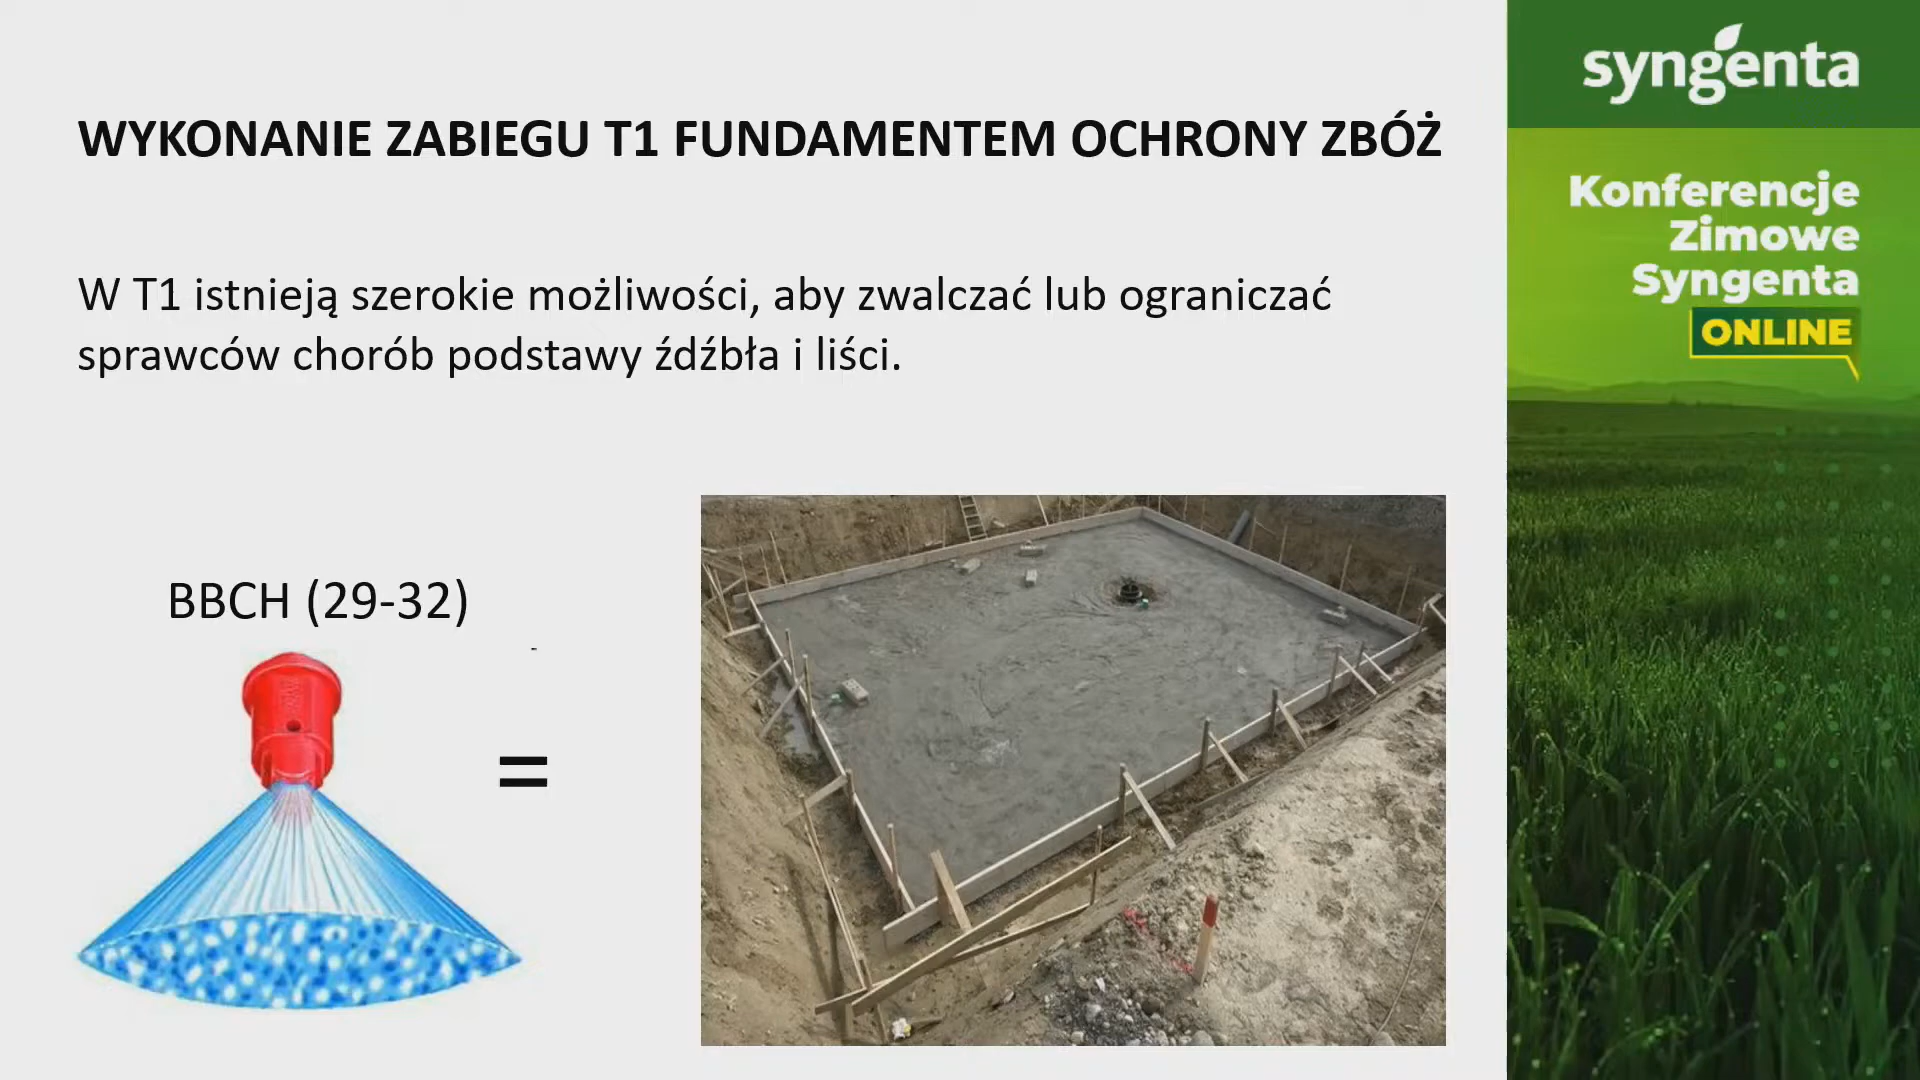 WYKONANIE ZABIEGU T1 FUNDAMENTEM OCHRONY ZBÓŻ
W T1 istnieją szerokie możliwości, aby zwalczać lub ograniczać
sprawców chorób podstawy źdźbła i liści.
BBCH (29-32)
=
syngenta
Konferencje
Zimowe
Syngenta
ONLINE